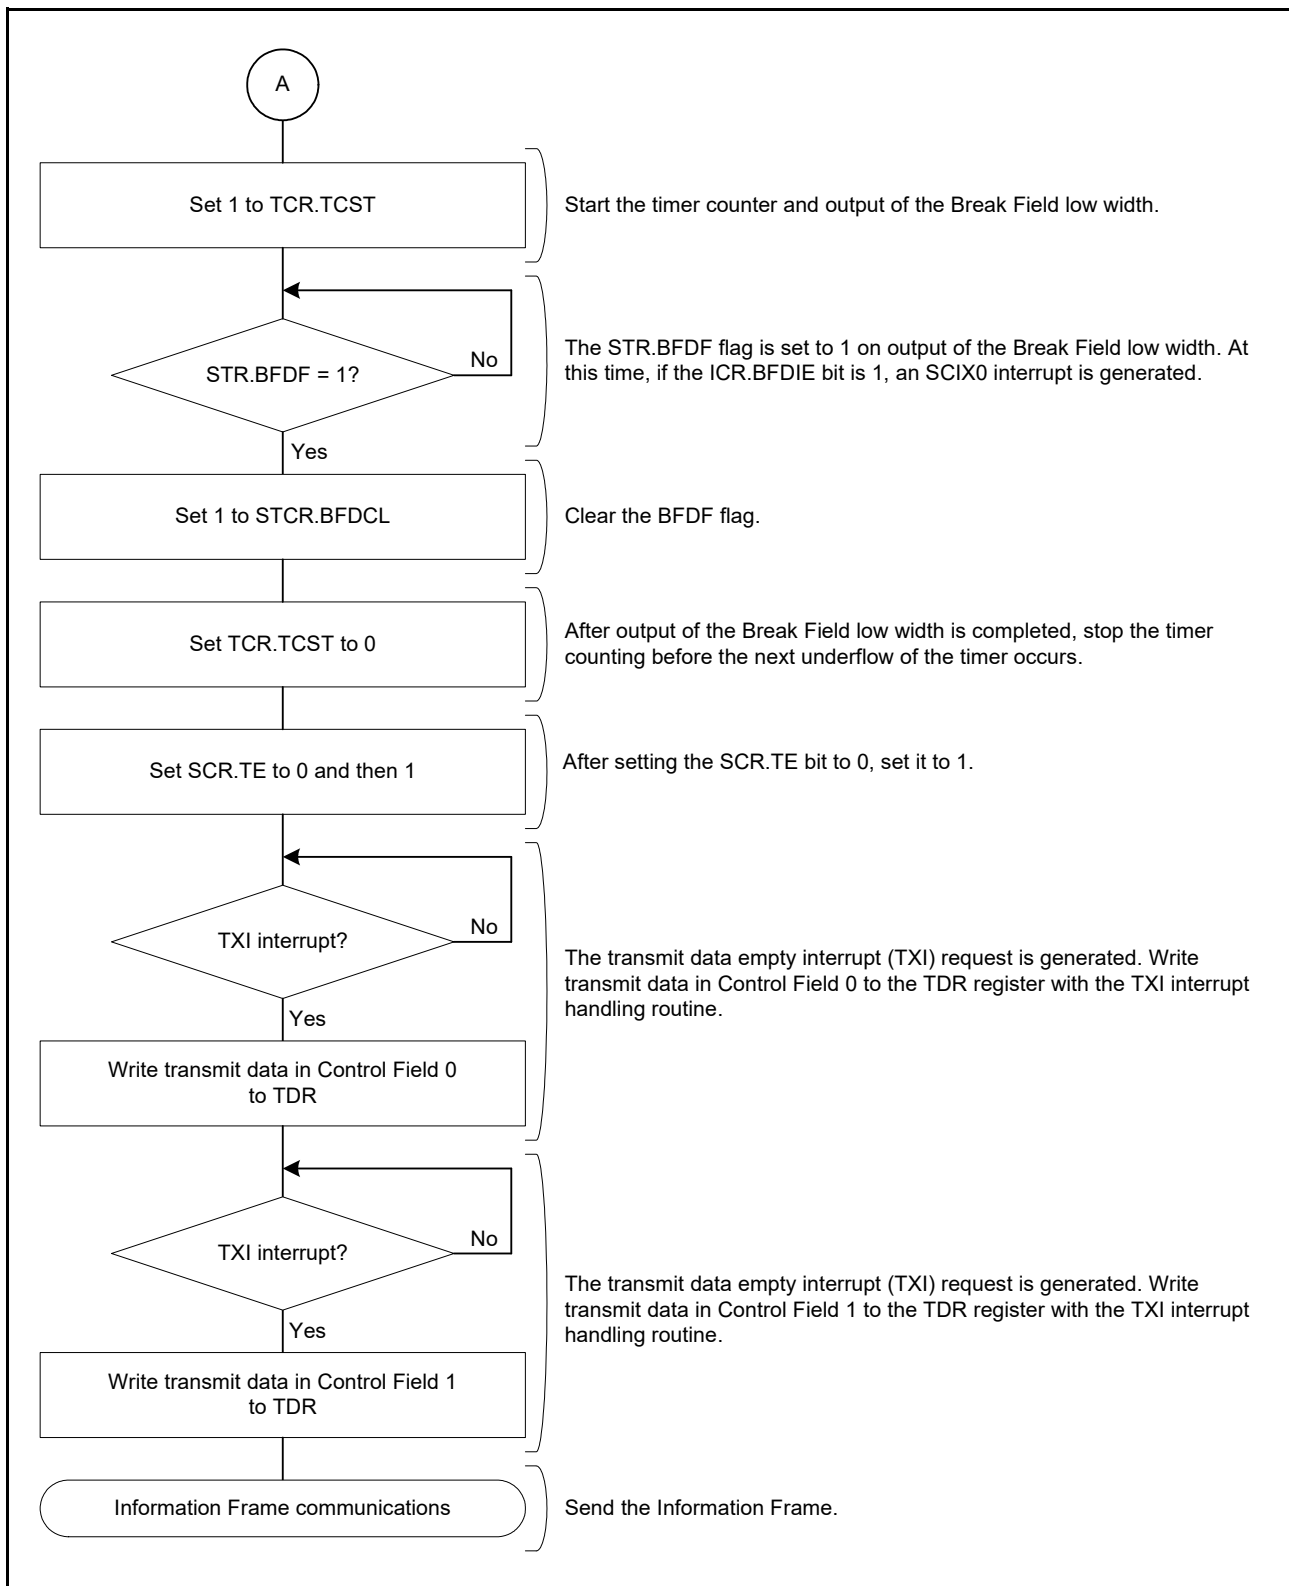 A
Set 1 to TCR.TCST
Start the timer counter and output of the Break Field low width.
STR.BFDF = 1?
No
The STR.BFDF flag is set to 1 on output of the Break Field low width. At
this time, if the ICR.BFDIE bit is 1, an SCIX0 interrupt is generated.
Yes
Set 1 to STCR.BFDCL
Clear the BFDF flag.
Set TCR.TCST to 0
After output of the Break Field low width is completed, stop the timer
counting before the next underflow of the timer occurs.
Set SCR.TE to 0 and then 1
After setting the SCR.TE bit to 0, set it to 1.
TXI interrupt?
No
Yes
The transmit data empty interrupt (TXI) request is generated. Write
transmit data in Control Field 0 to the TDR register with the TXI interrupt
handling routine.
Write transmit data in Control Field 0
to TDR
TXI interrupt?
No
Yes
The transmit data empty interrupt (TXI) request is generated. Write
transmit data in Control Field 1 to the TDR register with the TXI interrupt
handling routine.
Write transmit data in Control Field 1
to TDR
Information Frame communications
Send the Information Frame.